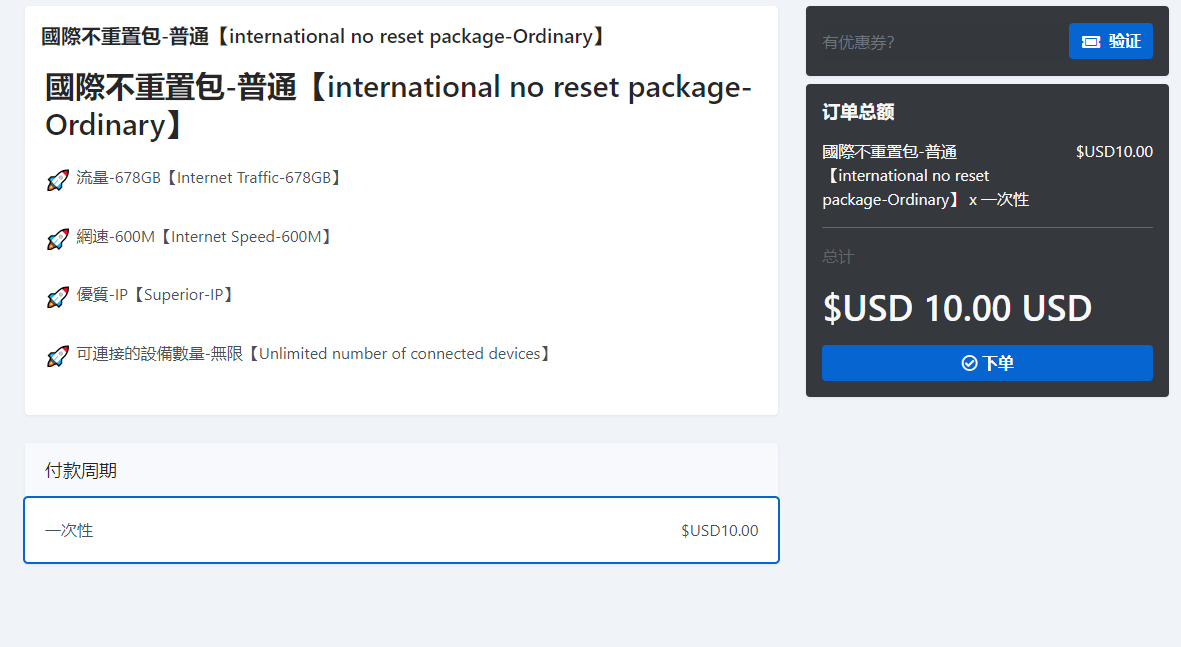 國際不重置包-普通【international no reset package-Ordinary】
國際不重置包-普通【international no reset package-
Ordinary】
流量-678GB【Internet Traffic-678GB】
網速-600M【Internet Speed-600M】
優質-IP【Superior-IP】
可連接的設備數量-無限【Unlimited number of connected devices】
付款周期
一次性 $USD10.00
有优惠券?
验证
订单总额
國際不重置包-普通 $USD10.00
【international no reset
package-Ordinary】 x 一次性
总计
$USD 10.00 USD
下单